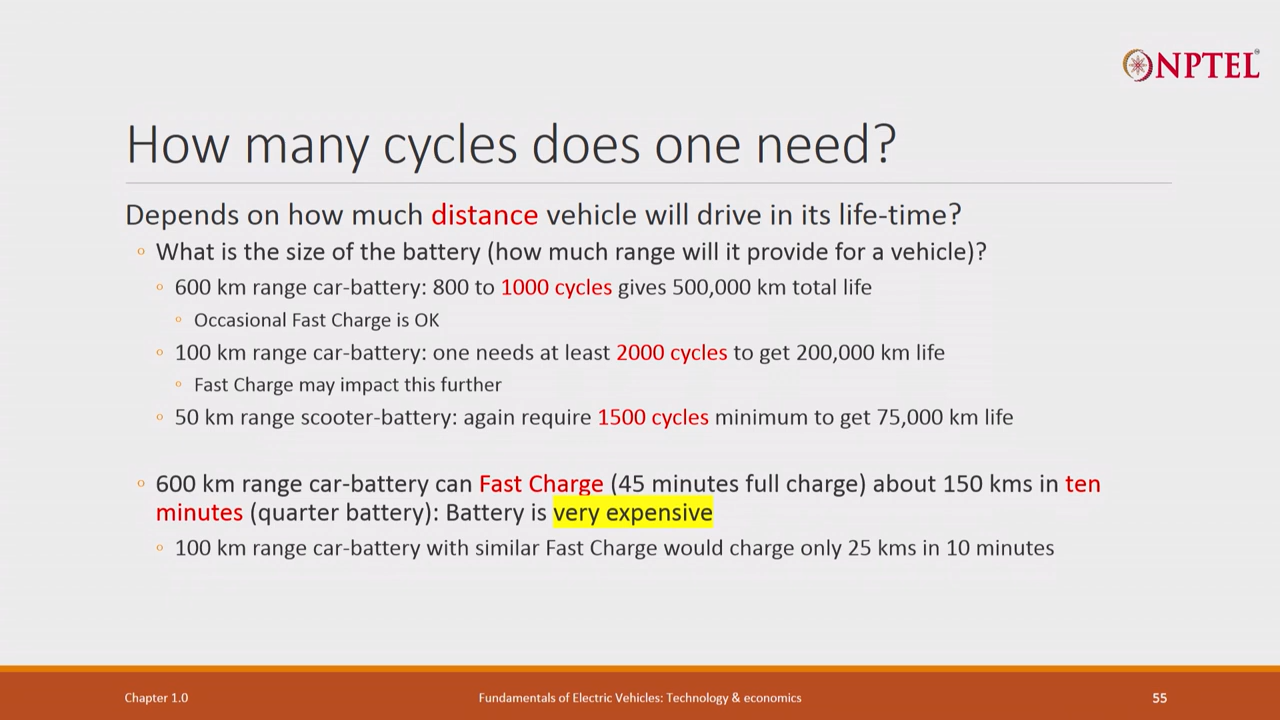 NPTEL
How many cycles does one need?
Depends on how much distance vehicle will drive in its life-time?
◦ What is the size of the battery (how much range will it provide for a vehicle)?
◦ 600 km range car-battery: 800 to 1000 cycles gives 500,000 km total life
◦ Occasional Fast Charge is OK
◦ 100 km range car-battery: one needs at least 2000 cycles to get 200,000 km life
◦ Fast Charge may impact this further
◦ 50 km range scooter-battery: again require 1500 cycles minimum to get 75,000 km life
◦ 600 km range car-battery can Fast Charge (45 minutes full charge) about 150 kms in ten
minutes (quarter battery): Battery is very expensive
◦ 100 km range car-battery with similar Fast Charge would charge only 25 kms in 10 minutes
Chapter 1.0 Fundamentals of Electric Vehicles: Technology & economics 55